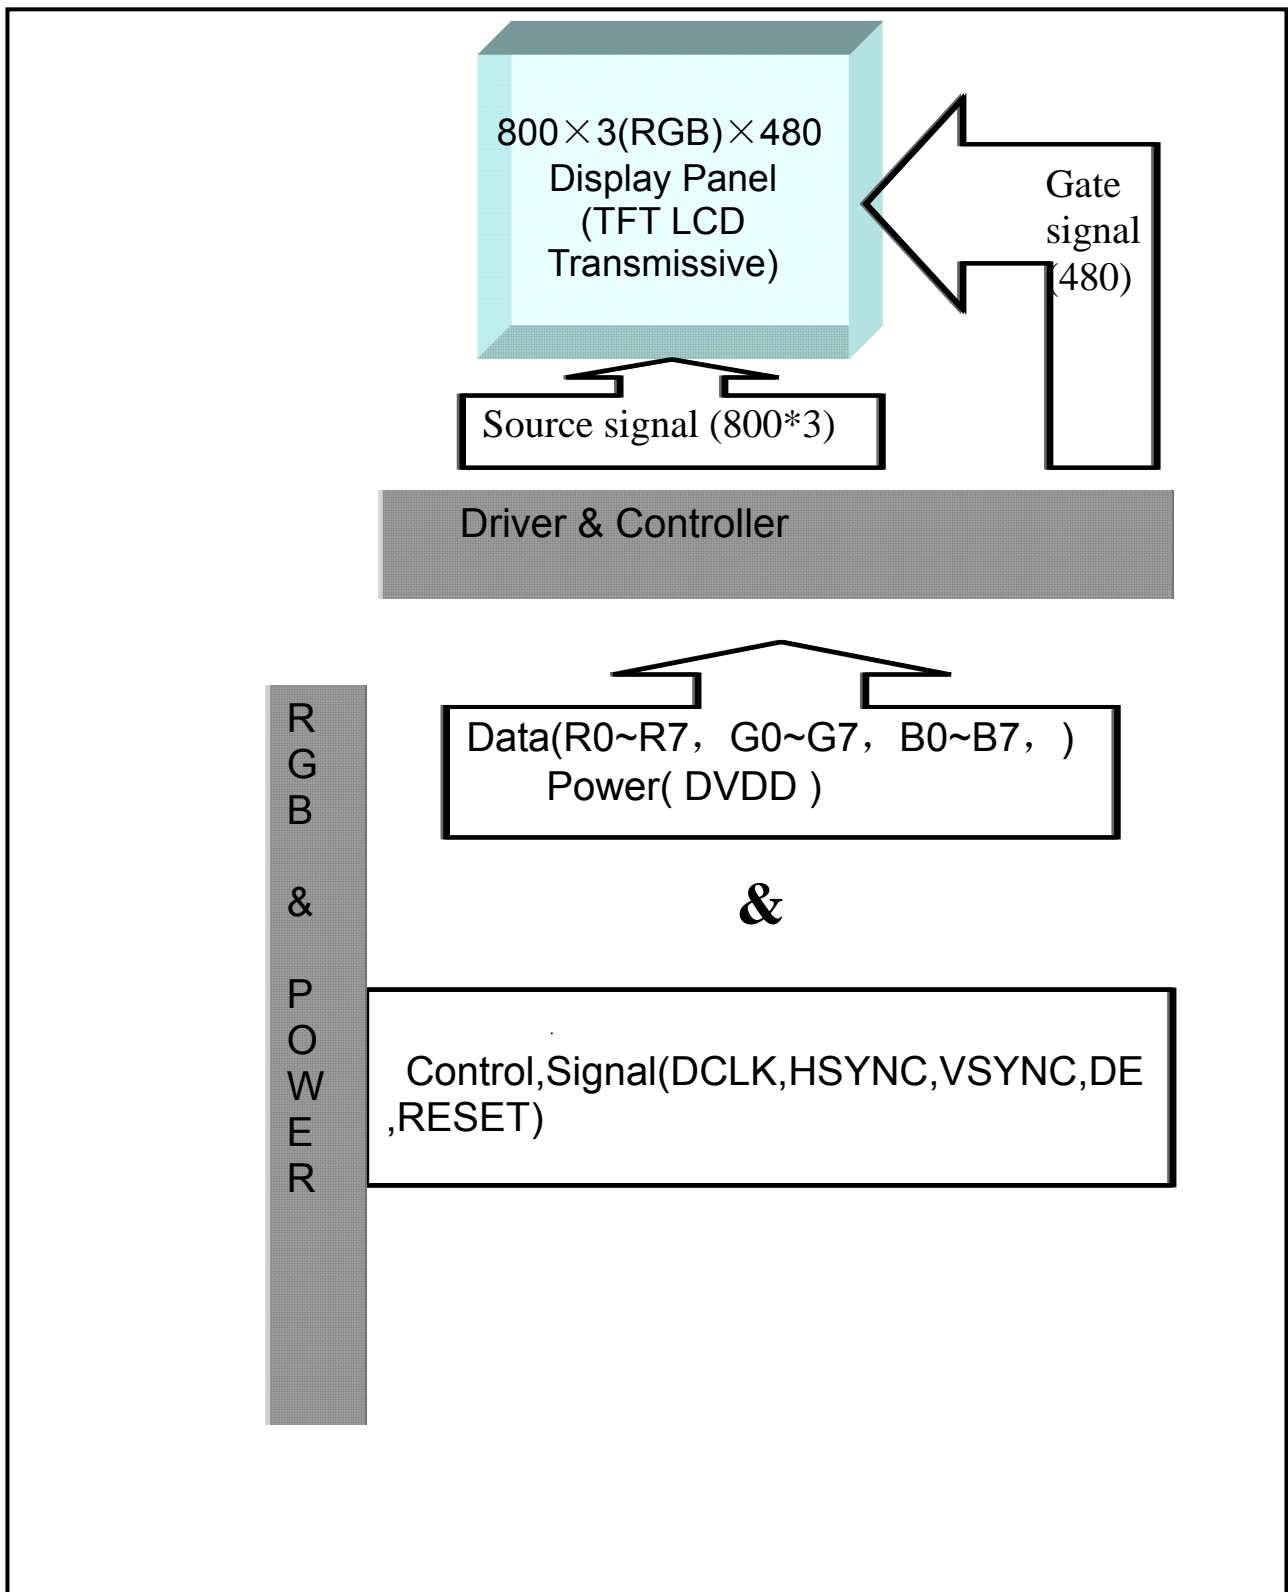 800×3(RGB)×480
Display Panel
(TFT LCD
Transmissive)
Gate
signal
(480)
Source signal (800*3)
Driver & Controller
Data(R0~R7，G0~G7，B0~B7，)
Power( DVDD )
&
R
G
B
&
P
O
W
E
R
Control,Signal(DCLK,HSYNC,VSYNC,DE
,RESET)